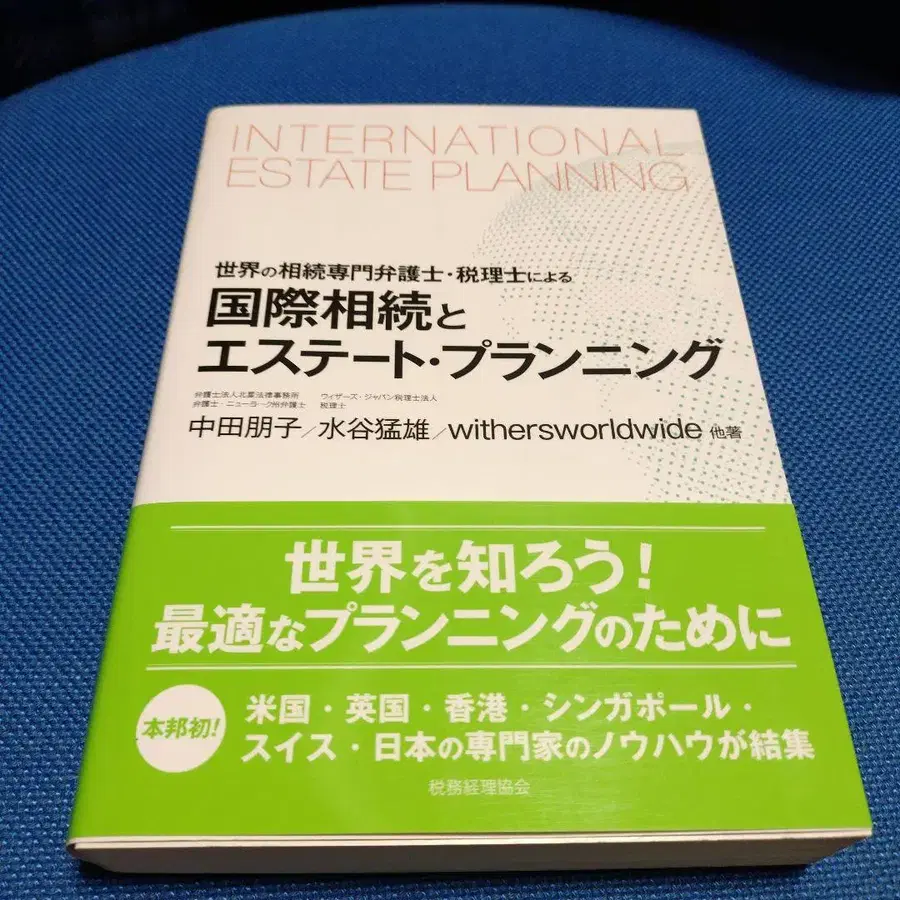 INTERNATIONAL
ESTATE PLANNING
世界の相続専門弁護士・税理士による
国際相続と
エステート・プランニング
弁護士法人北星法律事務所 ウィザーズ・ジャパン税理士法人
弁護士・ニューヨーク州弁護士 税理士
中田朋子/水谷猛雄/withersworldwide 他著
世界を知ろう!
最適なプランニングのために
本邦初!
米国・英国・香港・シンガポール・
スイス・日本の専門家のノウハウが結集
税務経理協会